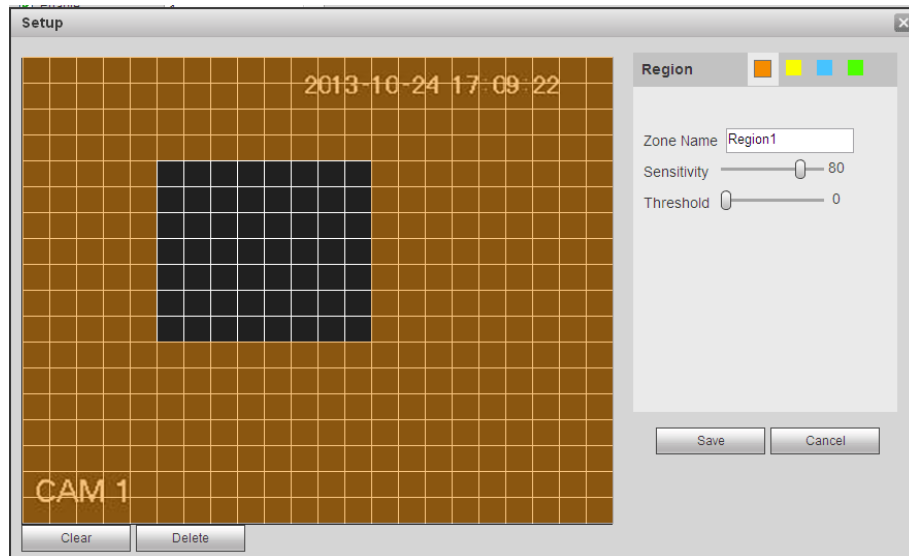 Setup
2013-10-24 17:09:22
Region
Zone Name Region1
Sensitivity 80
Threshold 0
Save Cancel
CAM 1
Clear Delete